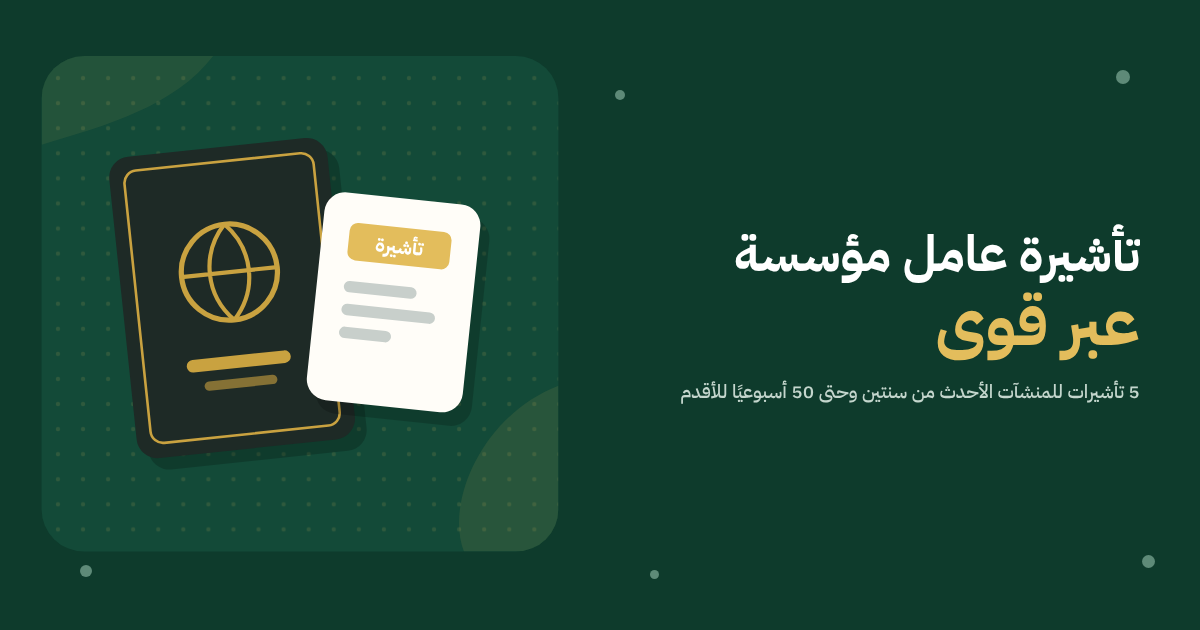 تأشيرة عامل مؤسسة
عبر قوى
5 تأشيرات للمنشآت الأحدث من سنتين وحتى 50 أسبوعيًا للأقدم
تأشيرة